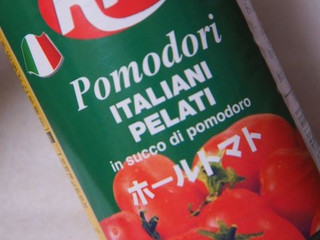 Pomodori
ITALIANI
PELATI
in succo di pomodoro
ホールトマト